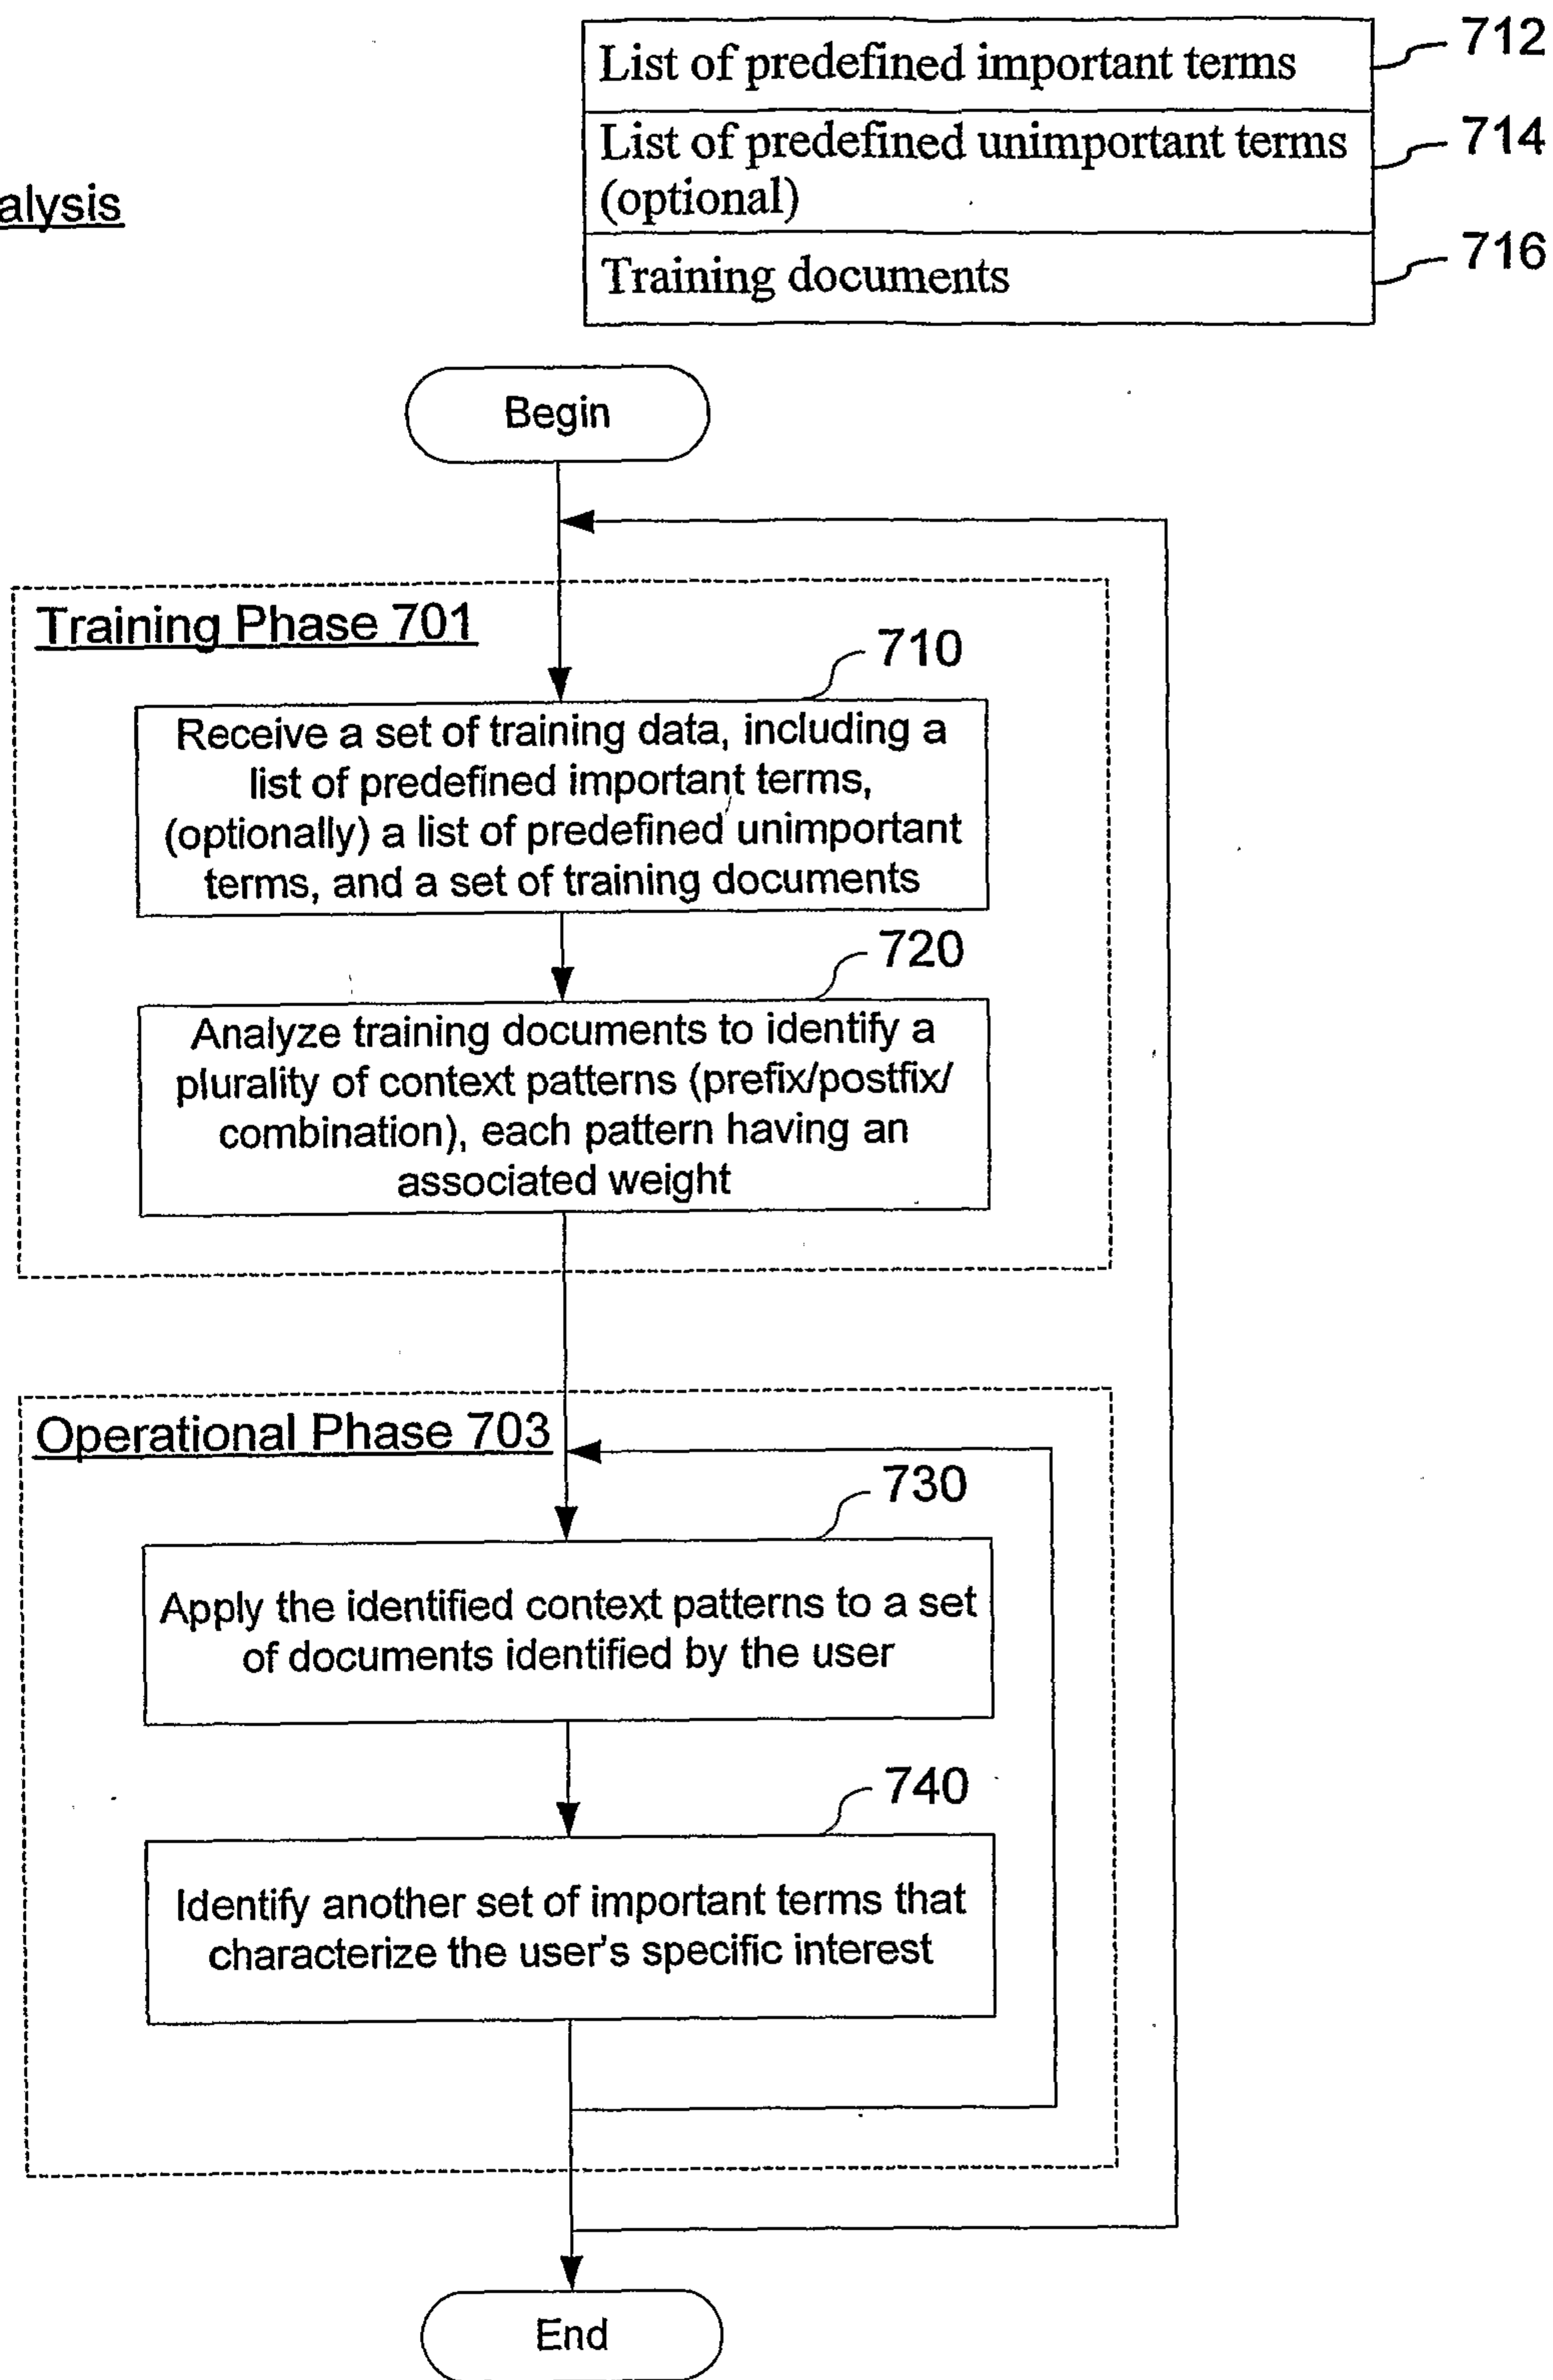 List of predefined important terms
712
List of predefined unimportant terms
(optional)
714
alysis
Training documents
716
Begin
Training Phase 701
710
Receive a set of training data, including a
list of predefined important terms,
(optionally) a list of predefined unimportant
terms, and a set of training documents
720
Analyze training documents to identify a
plurality of context patterns (prefix/postfix/
combination), each pattern having an
associated weight
Operational Phase 703
730
Apply the identified context patterns to a set
of documents identified by the user
740
Identify another set of important terms that
characterize the user's specific interest
End